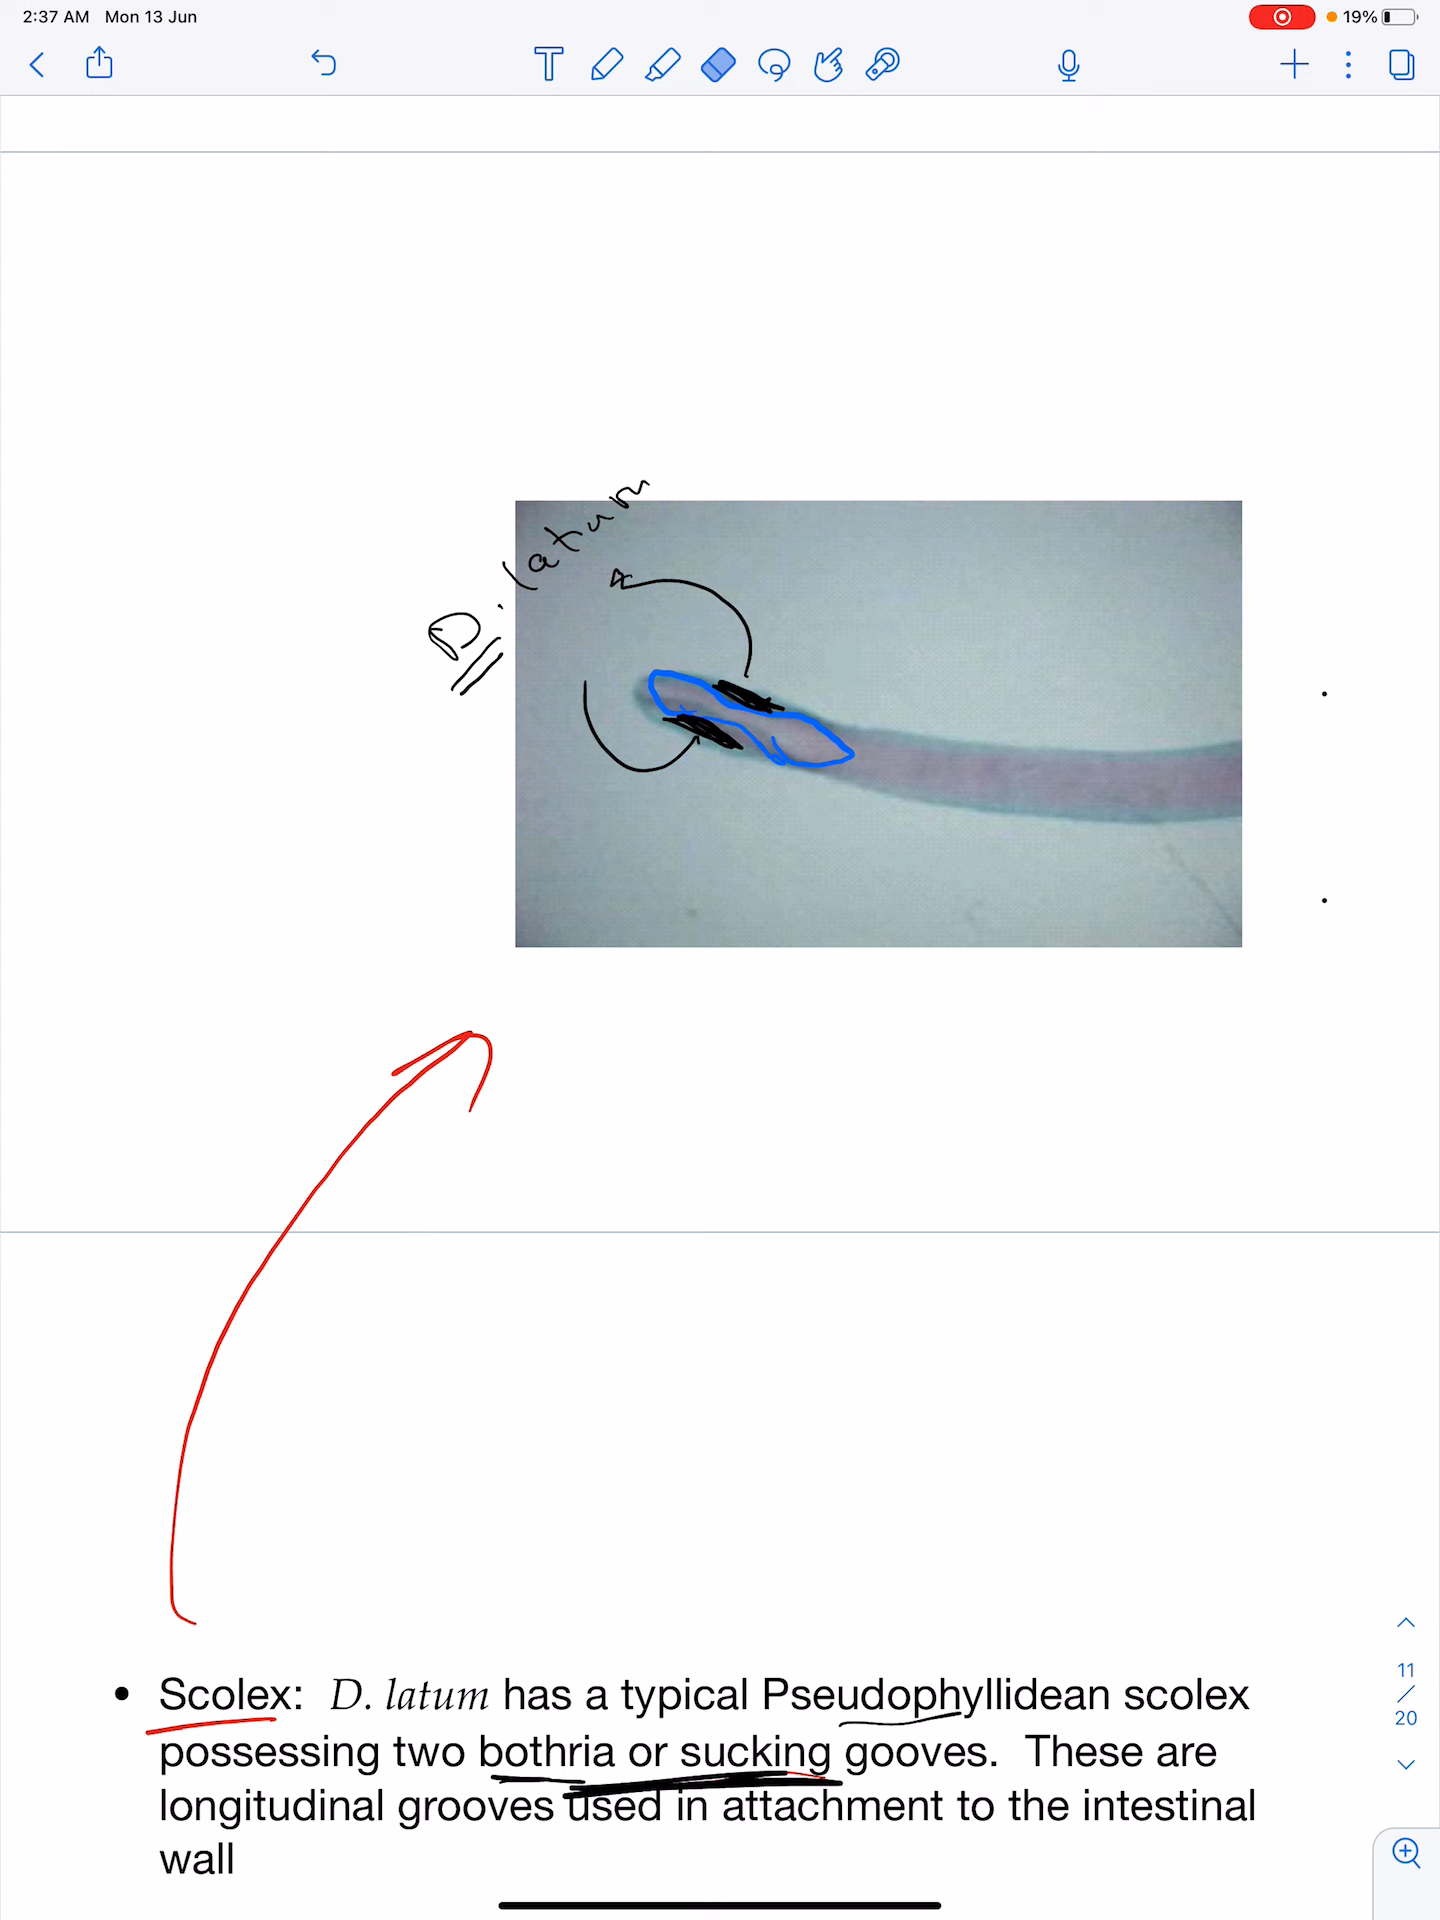 2:37 AM Mon 13 Jun
19%
T
D. latum
• Scolex: D. latum has a typical Pseudophyllidean scolex
possessing two bothria or sucking gooves. These are
longitudinal grooves used in attachment to the intestinal
wall
11
/
20